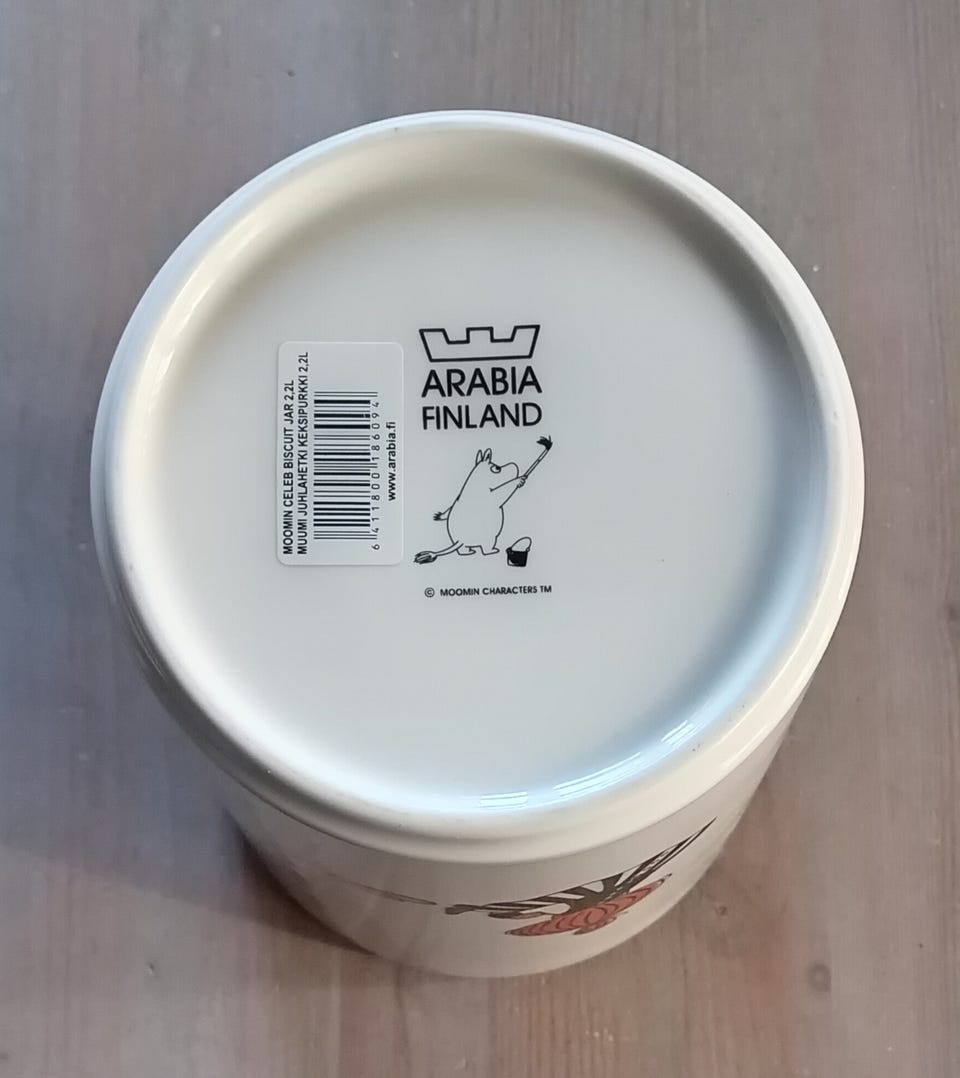 MOOMIN CELEB BISCUIT JAR 2,2L
MUUMI JUHLAHETKI KEKSIPURKKI 2,2L
6 411800 186094
www.arabia.fi
ARABIA
FINLAND
© MOOMIN CHARACTERS TM